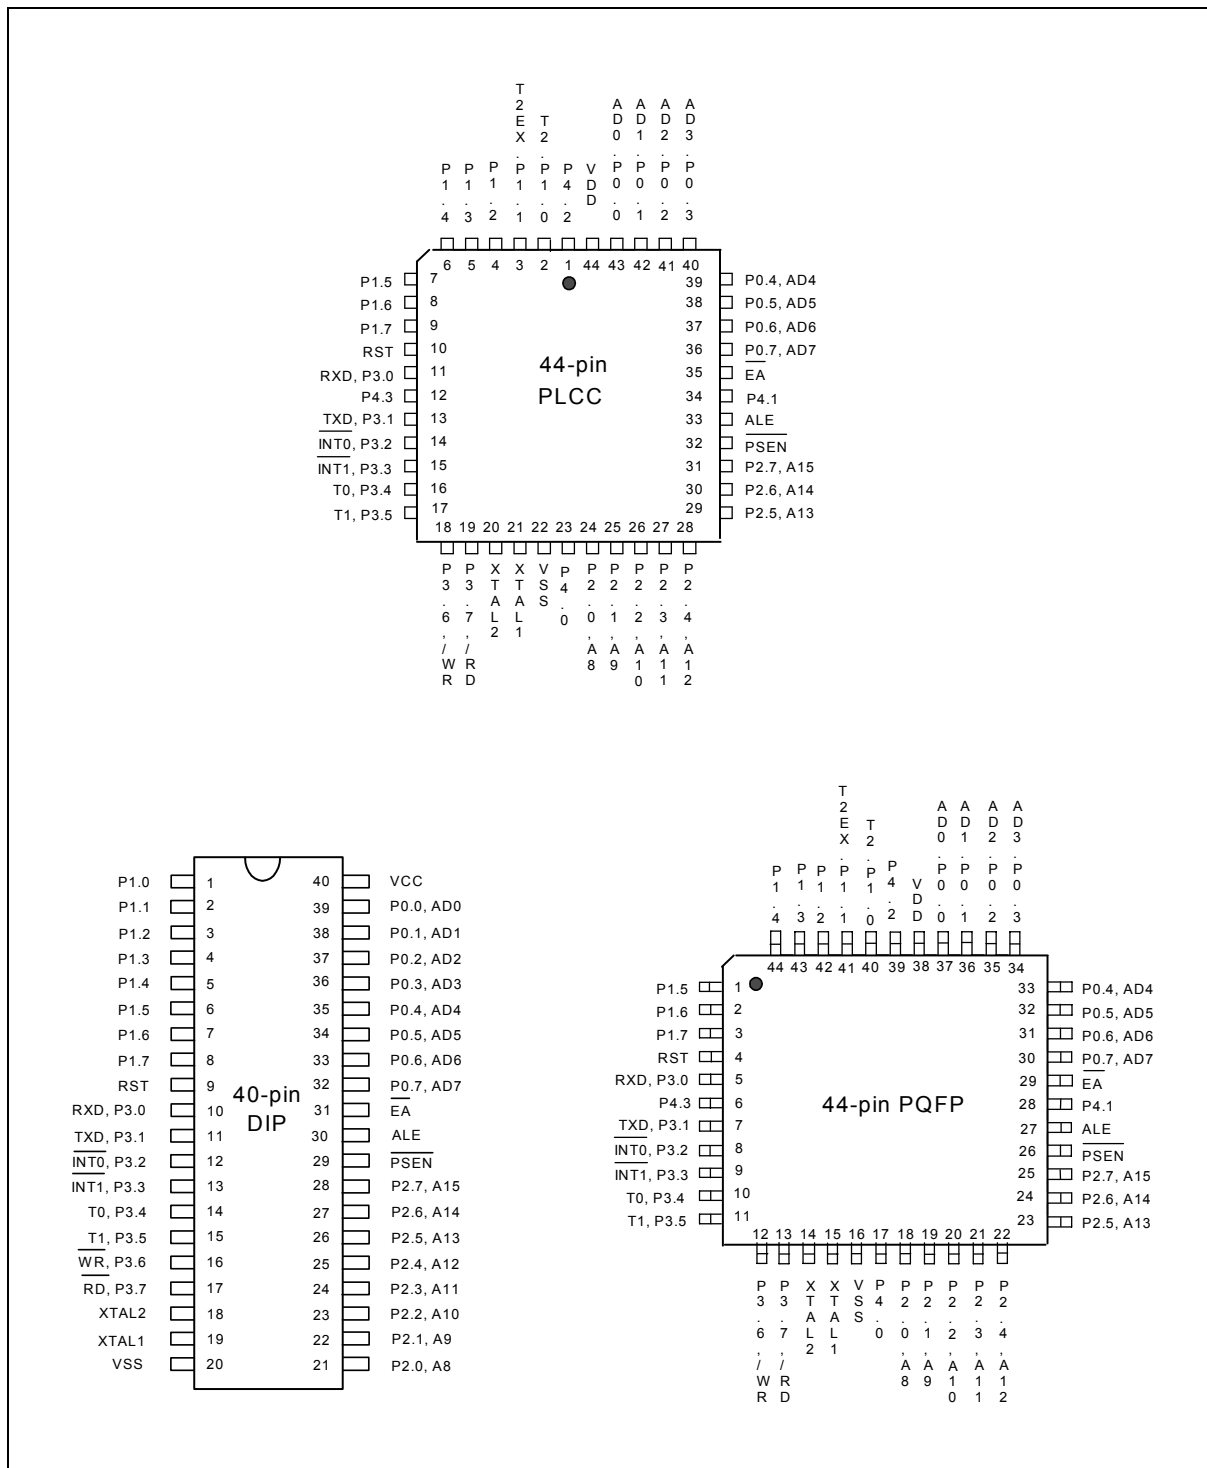 T2EX.P1.1
T2.P1.0
AD0.P0.0
AD1.P0.1
AD2.P0.2
AD3.P0.3
P1.4
P1.3
P1.2
P4.2
VDD
6 5 4 3 2 1 44 43 42 41 40
P1.5 7
P1.6 8
P1.7 9
RST 10
RXD, P3.0 11
P4.3 12
TXD, P3.1 13
INT0, P3.2 14
INT1, P3.3 15
T0, P3.4 16
T1, P3.5 17
44-pin
PLCC
39 P0.4, AD4
38 P0.5, AD5
37 P0.6, AD6
36 P0.7, AD7
35 EA
34 P4.1
33 ALE
32 PSEN
31 P2.7, A15
30 P2.6, A14
29 P2.5, A13
18 19 20 21 22 23 24 25 26 27 28
P3.6,/WR
P3.7,/RD
XTAL2
XTAL1
VSS
P4.0
P2.0,A8
P2.1,A9
P2.2,A10
P2.3,A11
P2.4,A12
P1.0 1
P1.1 2
P1.2 3
P1.3 4
P1.4 5
P1.5 6
P1.6 7
P1.7 8
RST 9
RXD, P3.0 10
TXD, P3.1 11
INT0, P3.2 12
INT1, P3.3 13
T0, P3.4 14
T1, P3.5 15
WR, P3.6 16
RD, P3.7 17
XTAL2 18
XTAL1 19
VSS 20
40-pin
DIP
40 VCC
39 P0.0, AD0
38 P0.1, AD1
37 P0.2, AD2
36 P0.3, AD3
35 P0.4, AD4
34 P0.5, AD5
33 P0.6, AD6
32 P0.7, AD7
31 EA
30 ALE
29 PSEN
28 P2.7, A15
27 P2.6, A14
26 P2.5, A13
25 P2.4, A12
24 P2.3, A11
23 P2.2, A10
22 P2.1, A9
21 P2.0, A8
P1.4
P1.3
P1.2
T2EX.P1.1
T2.P1.0
P4.2
VDD
AD0.P0.0
AD1.P0.1
AD2.P0.2
AD3.P0.3
44 43 42 41 40 39 38 37 36 35 34
P1.5 1
P1.6 2
P1.7 3
RST 4
RXD, P3.0 5
P4.3 6
TXD, P3.1 7
INT0, P3.2 8
INT1, P3.3 9
T0, P3.4 10
T1, P3.5 11
44-pin PQFP
33 P0.4, AD4
32 P0.5, AD5
31 P0.6, AD6
30 P0.7, AD7
29 EA
28 P4.1
27 ALE
26 PSEN
25 P2.7, A15
24 P2.6, A14
23 P2.5, A13
12 13 14 15 16 17 18 19 20 21 22
P3.6,/WR
P3.7,/RD
XTAL2
XTAL1
VSS
P4.0
P2.0,A8
P2.1,A9
P2.2,A10
P2.3,A11
P2.4,A12